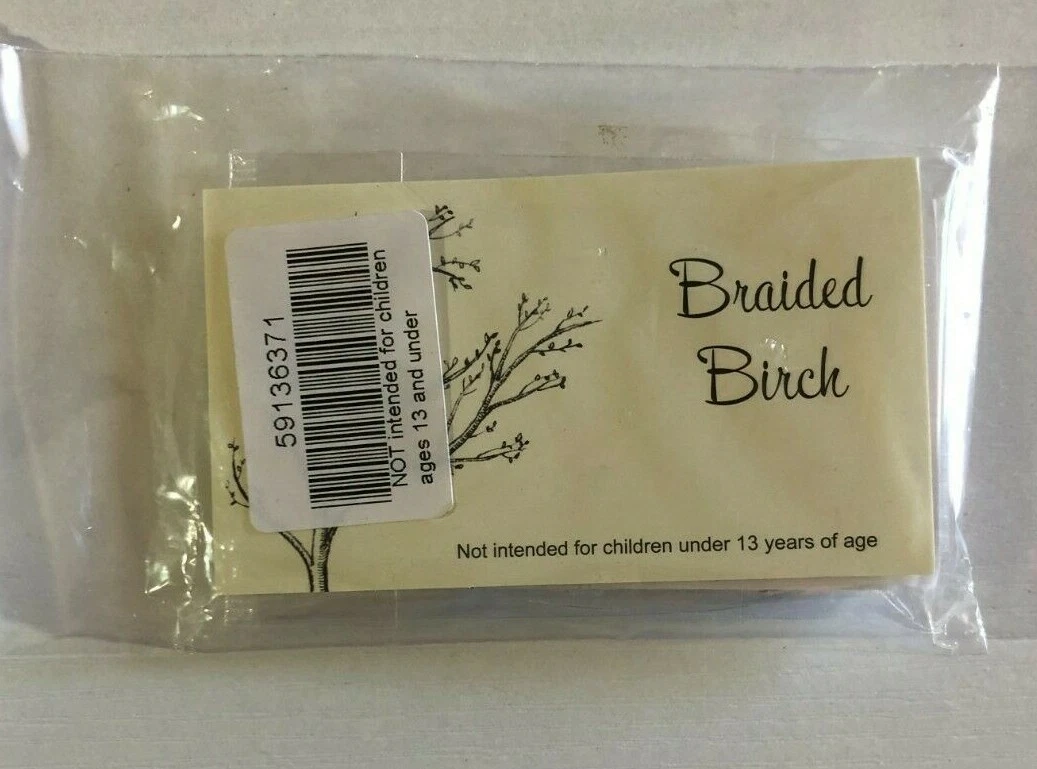 59136371
NOT intended for children
ages 13 and under
Braided
Birch
Not intended for children under 13 years of age